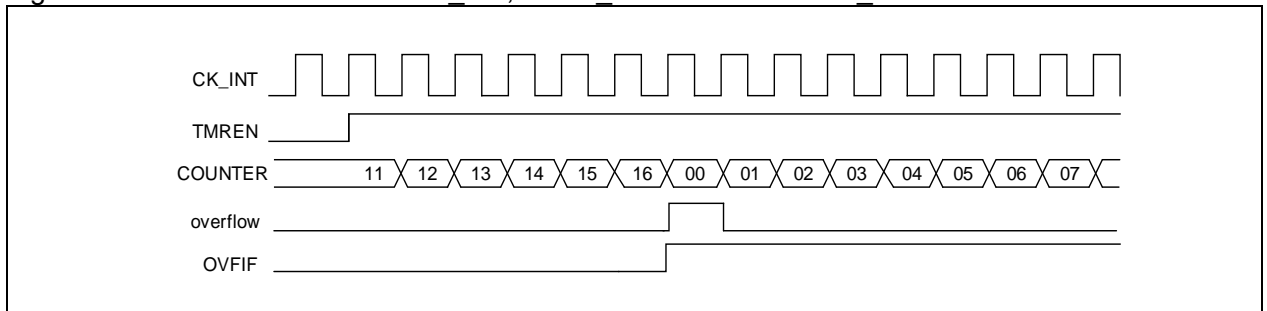 CK_INT
TMREN
COUNTER 11 12 13 14 15 16 00 01 02 03 04 05 06 07
overflow
OVFIF